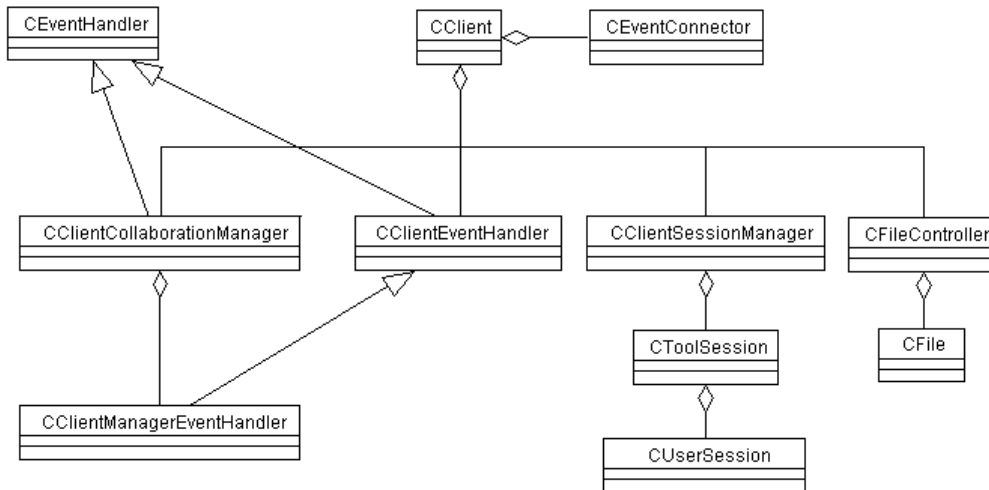 CEventHandler
CClient
CEventConnector
CClientCollaborationManager
CClientEventHandler
CClientSessionManager
CFileController
CToolSession
CFile
CClientManagerEventHandler
CUserSession